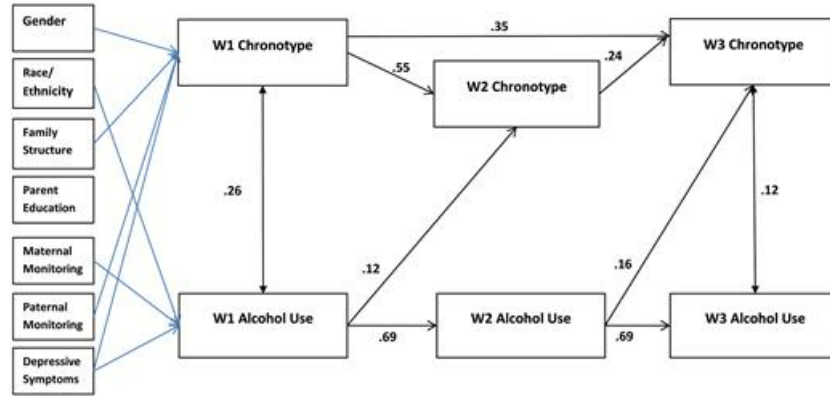 Gender
Race/
Ethnicity
Family
Structure
Parent
Education
Maternal
Monitoring
Paternal
Monitoring
Depressive
Symptoms
W1 Chronotype
.35
W3 Chronotype
.55
W2 Chronotype
.24
.26
.12
.16
.12
W1 Alcohol Use
.69
W2 Alcohol Use
.69
W3 Alcohol Use